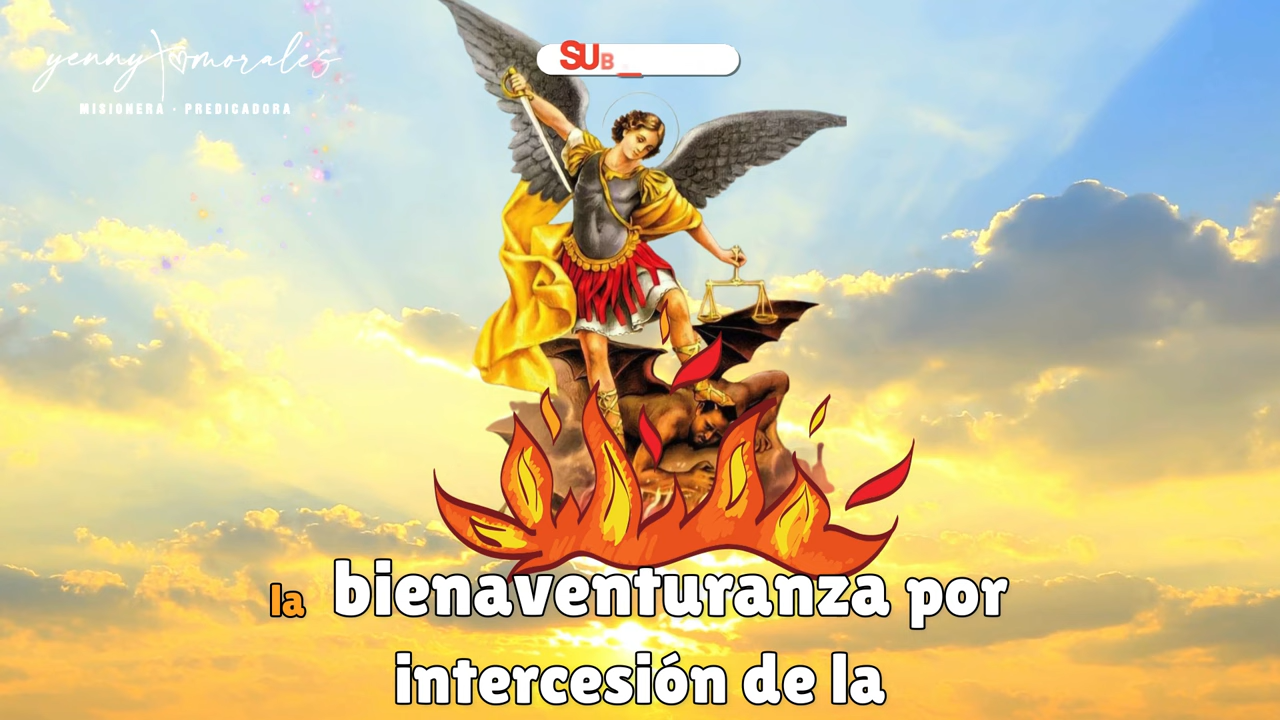 yenny morales
MISIONERA · PREDICADORA
SUB
la bienaventuranza por
intercesión de la